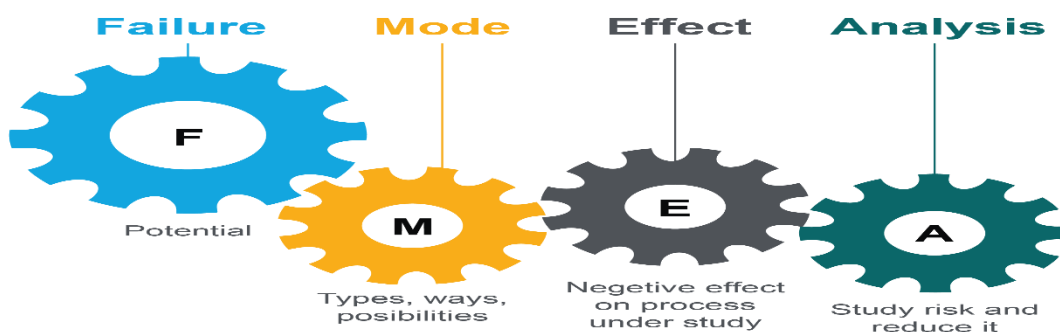 Failure
Mode
Effect
Analysis
F
M
E
A
Potential
Types, ways,
posibilities
Negetive effect
on process
under study
Study risk and
reduce it